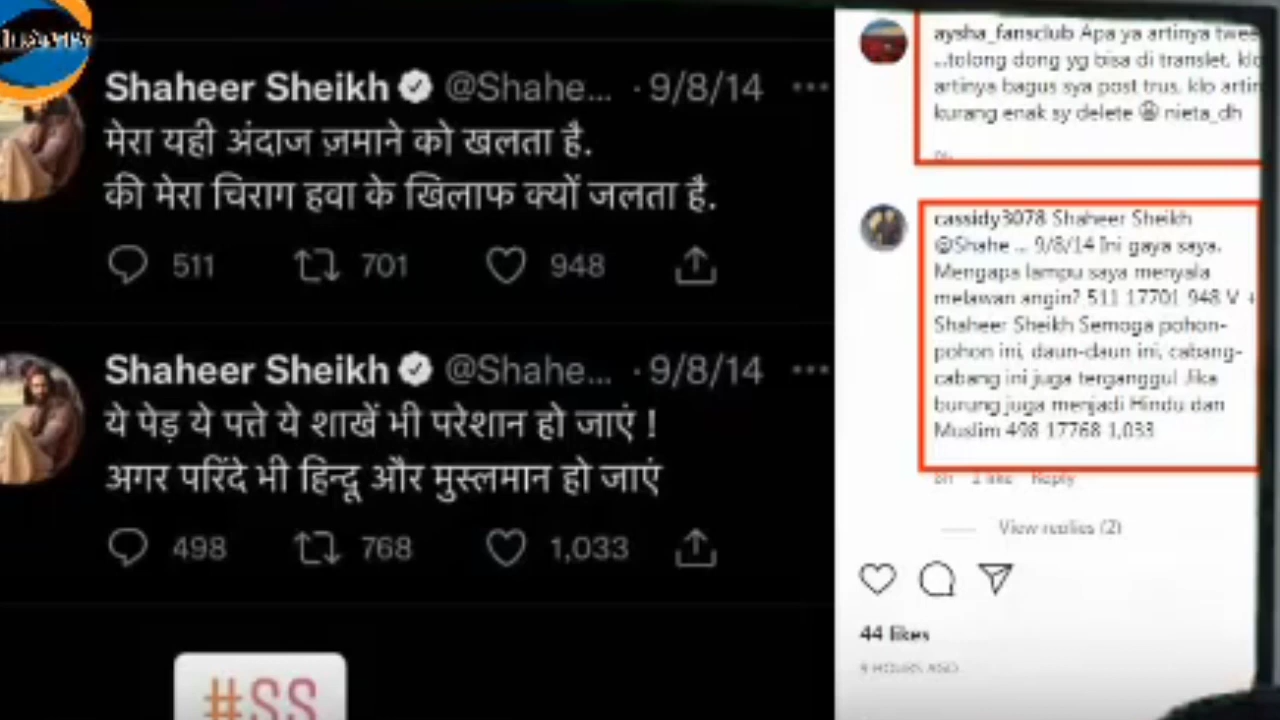 Shaheer Sheikh @Shahe... · 9/8/14 ...
मेरा यही अंदाज ज़माने को खलता है.
की मेरा चिराग हवा के खिलाफ क्यों जलता है.
511 701 948
Shaheer Sheikh @Shahe... · 9/8/14 ...
ये पेड़ ये पत्ते ये शाखें भी परेशान हो जाएं !
अगर परिंदे भी हिन्दू और मुस्लमान हो जाएं
498 768 1,033
#SS
aysha_fansclub Apa ya artinya
...tolong dong yg bisa di translet, klo
artinya bagus sya post trus, klo
kurang enak sy delete 😩 nieta_dh
cassidy3078 Shaheer Sheikh
@Shahe ... 9/8/14 Ini gaya saya.
Mengapa lampu saya menyala
melawan angin? 511 17701 948 V +
Shaheer Sheikh Semoga pohon-
pohon ini, daun-daun ini, cabang-
cabang ini juga terganggu! Jika
burung juga menjadi Hindu dan
Muslim 498 17768 1,033
Reply
View replies (2)
44 likes
9 HOURS AGO